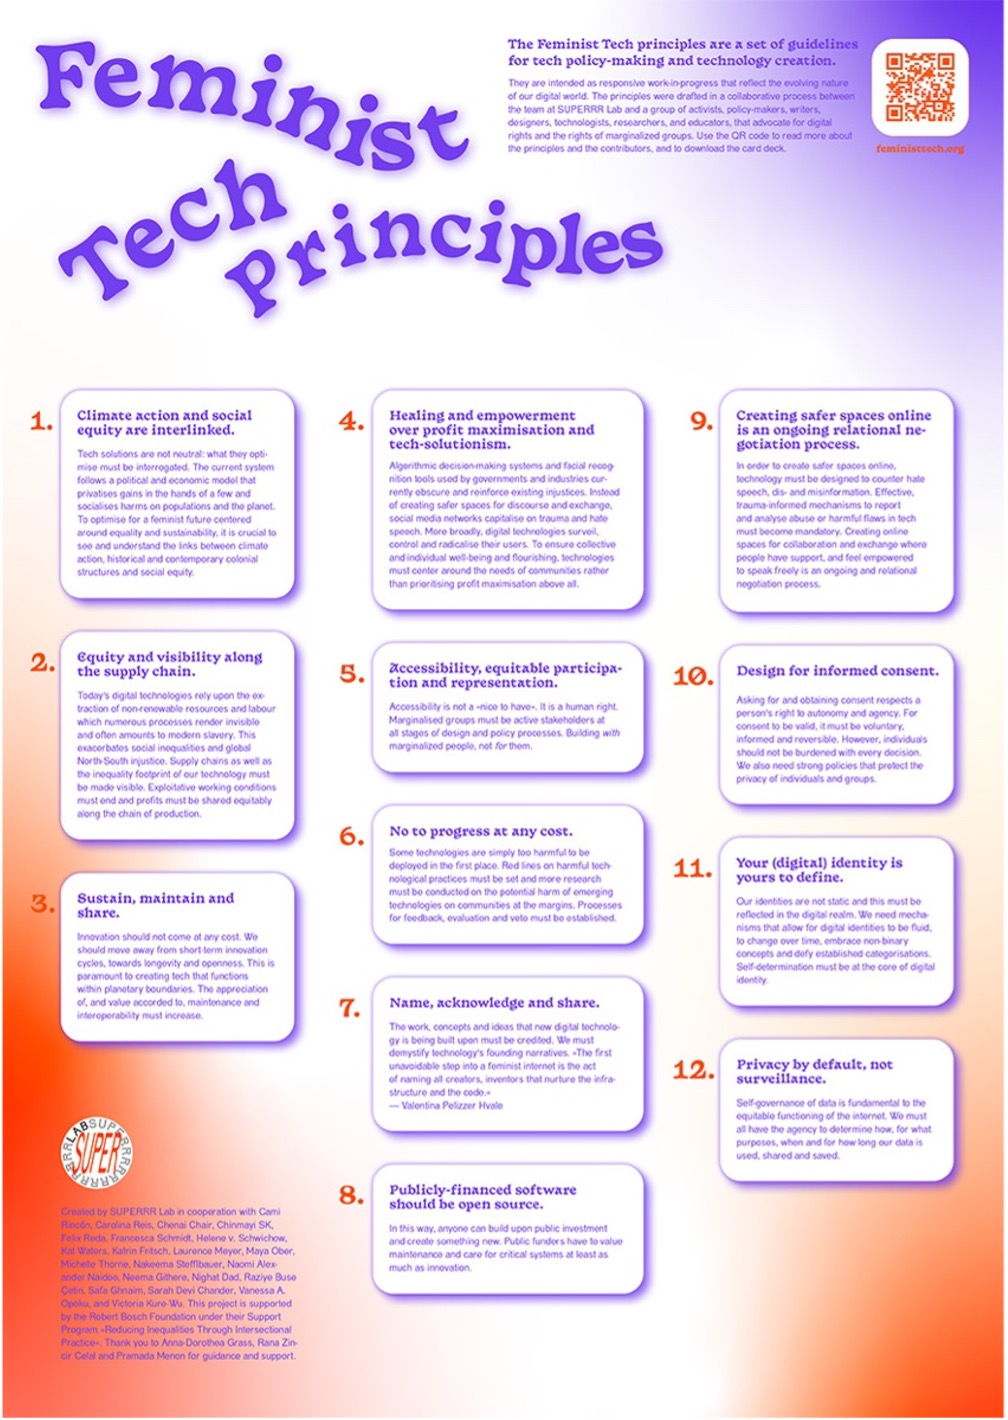 Feminist
Tech
Principles
The Feminist Tech principles are a set of guidelines
for tech policy-making and technology creation.
They are intended as responsive work-in-progress that reflect the evolving nature
of our digital world. The principles were drafted in a collaborative process between
the team at SUPERRR Lab and a group of activists, policy-makers, writers,
designers, technologists, researchers, and educators, that advocate for digital
rights and the rights of marginalized groups. Use the QR code to read more about
the principles and the contributors, and to download the card deck.
feministtech.org
1.
Climate action and social
equity are interlinked.
Tech solutions are not neutral: what they opti-
mise must be interrogated. The current system
follows a political and economic model that
privatises gains in the hands of a few and
socialises harms on populations and the planet.
To optimise for a feminist future centered
around equality and sustainability, it is crucial to
see and understand the links between climate
action, historical and contemporary colonial
structures and social equity.
2.
Equity and visibility along
the supply chain.
Today's digital technologies rely upon the ex-
traction of non-renewable resources and labour
which numerous processes render invisible
and often amounts to modern slavery. This
exacorbates social inequalities and global
North-South injustice. Supply chains as well as
the inequality footprint of our technology must
be made visible. Exploitative working conditions
must end and profits must be shared equitably
along the chain of production.
3.
Sustain, maintain and
share.
Innovation should not come at any cost. We
should move away from short-term innovation
cycles, towards longevity and openness. This is
paramount to creating tech that functions
within planetary boundaries. The appreciation
of, and value accorded to, maintenance and
interoperability must increase.
4.
Healing and empowerment
over profit maximisation and
tech-solutionism.
Algorithmic decision-making systems and facial recog-
nition tools used by governments and industries cur-
rently obscure and reinforce existing injustices. Instead
of creating safer spaces for discourse and exchange,
social media networks capitalise on trauma and hate
speech. More broadly, digital technologies surveil,
control and radicalise their users. To ensure collective
and individual well-being and flourishing, technologies
must center around the needs of communities rather
than prioritising profit maximisation above all.
5.
Accessibility, equitable participa-
tion and representation.
Accessibility is not a »nice to have«. It is a human right.
Marginalised groups must be active stakeholders at
all stages of design and policy processes. Building with
marginalized people, not for them.
6.
No to progress at any cost.
Some technologies are simply too harmful to be
deployed in the first place. Red lines on harmful tech-
nological practices must be set and more research
must be conducted on the potential harm of emerging
technologies on communities at the margins. Processes
for feedback, evaluation and veto must be established.
7.
Name, acknowledge and share.
The work, concepts and ideas that new digital technolo-
gy is being built upon must be credited. We must
demystify technology's founding narratives. »The first
unavoidable step into a feminist internet is the act
of naming all creators, inventors that nurture the infra-
structure and the code.«
— Valentina Pelizzer Hvale
8.
Publicly-financed software
should be open source.
In this way, anyone can build upon public investment
and create something new. Public funders have to value
maintenance and care for critical systems at least as
much as innovation.
9.
Creating safer spaces online
is an ongoing relational ne-
gotiation process.
In order to create safer spaces online,
technology must be designed to counter hate
speech, dis- and misinformation. Effective,
trauma-informed mechanisms to report
and analyse abuse or harmful flaws in tech
must become mandatory. Creating online
spaces for collaboration and exchange where
people have support, and feel empowered
to speak freely is an ongoing and relational
negotiation process.
10.
Design for informed consent.
Asking for and obtaining consent respects a
person's right to autonomy and agency. For
consent to be valid, it must be voluntary,
informed and reversible. However, individuals
should not be burdened with every decision.
We also need strong policies that protect the
privacy of individuals and groups.
11.
Your (digital) identity is
yours to define.
Our identities are not static and this must be
reflected in the digital realm. We need mecha-
nisms that allow for digital identities to be fluid,
to change over time, embrace non-binary
concepts and defy established categorisations.
Self-determination must be at the core of digital
identity.
12.
Privacy by default, not
surveillance.
Self-governance of data is fundamental to the
equitable functioning of the internet. We must
all have the agency to determine how, for what
purposes, when and for how long our data is
used, shared and saved.
LABSUPERRRRRRRRRR
SUPER
Created by SUPERRR Lab in cooperation with Cami
Rincón, Carolina Reis, Chenai Chair, Chinmayi SK,
Felix Reda, Francesca Schmidt, Helene v. Schwichow,
Kat Waters, Katrin Fritsch, Laurence Meyer, Maya Ober,
Michelle Thorne, Nakeema Stefflbauer, Naomi Alex-
ander Naidoo, Neema Githere, Nighat Dad, Raziye Buse
Çetin, Safa Ghnaim, Sarah Devi Chander, Vanessa A.
Opoku, and Victoria Kure-Wu. This project is supported
by the Robert Bosch Foundation under their Support
Program »Reducing Inequalities Through Intersectional
Practice«. Thank you to Anna-Dorothea Grass, Rana Zin-
cir Celal and Pramada Menon for guidance and support.